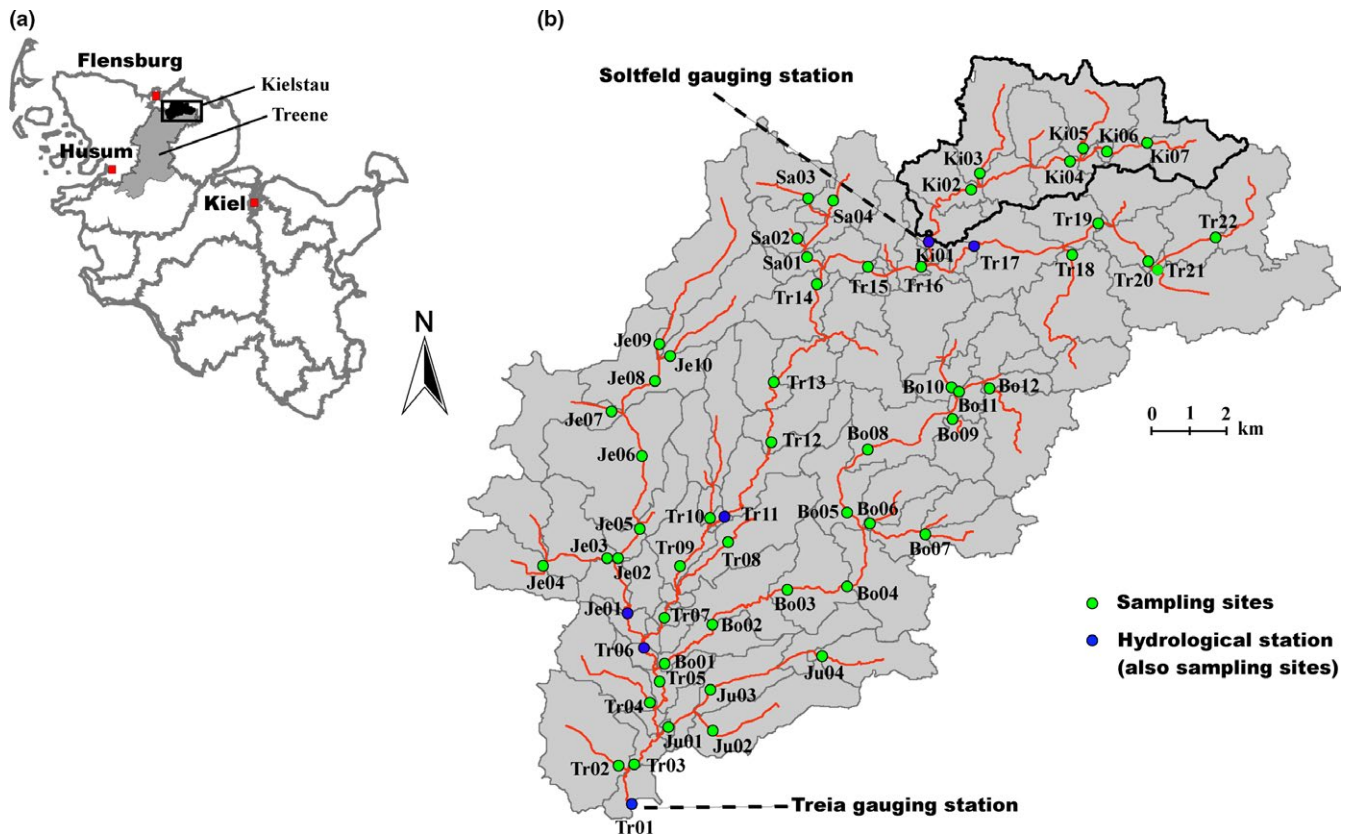 (a)
Flensburg
Kielstau
Treene
Husum
Kiel
N
(b)
Soltfeld gauging station
Ki05
Ki06
Ki03
Ki07
Ki04
Ki02
Sa03
Sa04
Tr19
Tr22
Sa02
Ki01
Sa01
Tr17
Tr18
Tr20
Tr21
Tr15
Tr16
Tr14
Je09
Je10
Je08
Tr13
Bo10
Bo12
Bo11
Je07
Bo09
0 1 2
km
Tr12
Bo08
Je06
Tr10
Tr11
Bo05
Bo06
Je05
Bo07
Je03
Tr09
Tr08
Je02
Je04
Bo04
Je01
Bo03
Tr07
Bo02
Sampling sites
Hydrological station
(also sampling sites)
Tr06
Bo01
Ju04
Tr05
Ju03
Tr04
Ju01
Ju02
Tr02
Tr03
Treia gauging station
Tr01